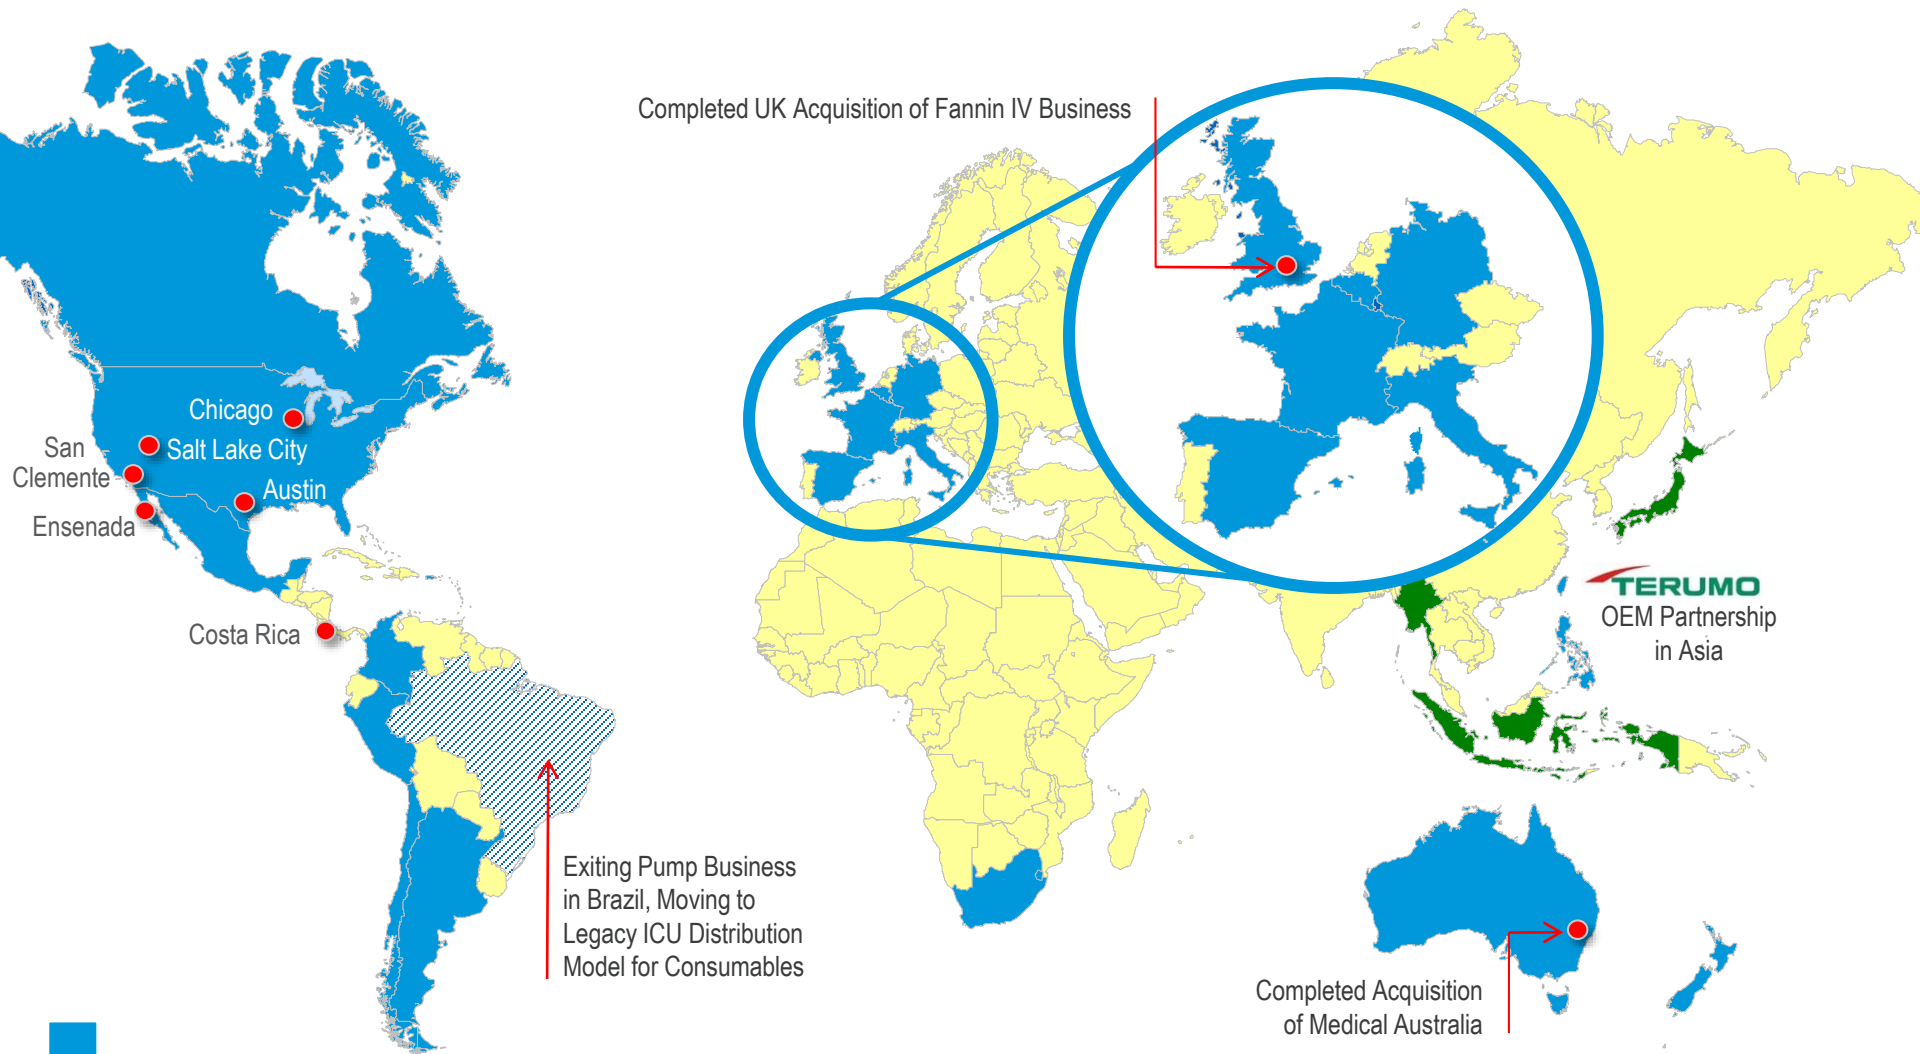 Completed UK Acquisition of Fannin IV Business
Chicago
Salt Lake City
San
Clemente
Austin
Ensenada
Costa Rica
TERUMO
OEM Partnership
in Asia
Exiting Pump Business
in Brazil, Moving to
Legacy ICU Distribution
Model for Consumables
Completed Acquisition
of Medical Australia